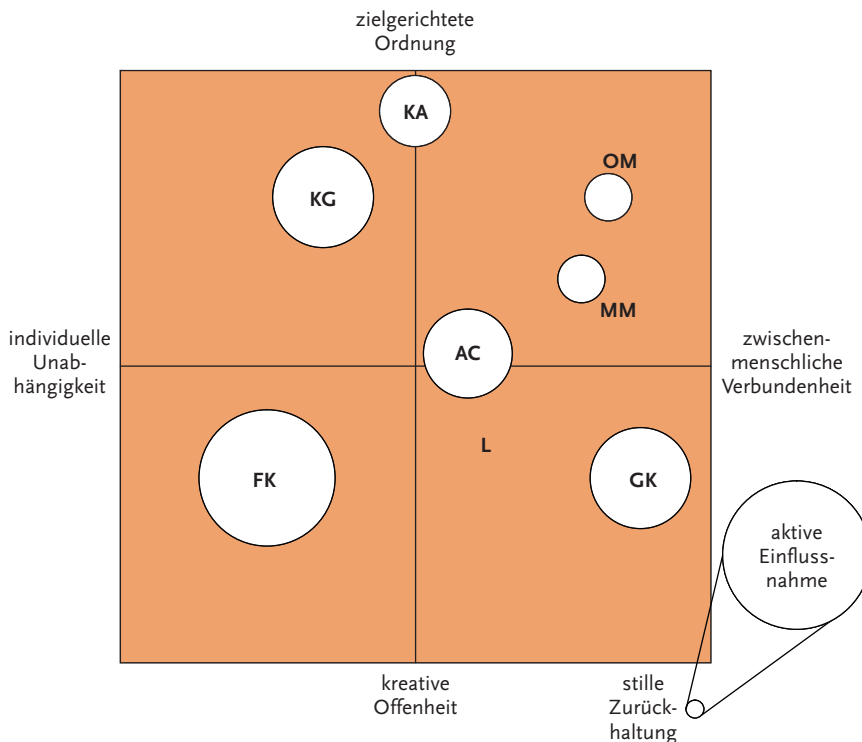 zielgerichtete
Ordnung
KA
OM
KG
MM
individuelle
Unab-
hängigkeit
AC
zwischen-
menschliche
Verbundenheit
L
FK
GK
aktive
Einfluss-
nahme
kreative
Offenheit
stille
Zurück-
haltung